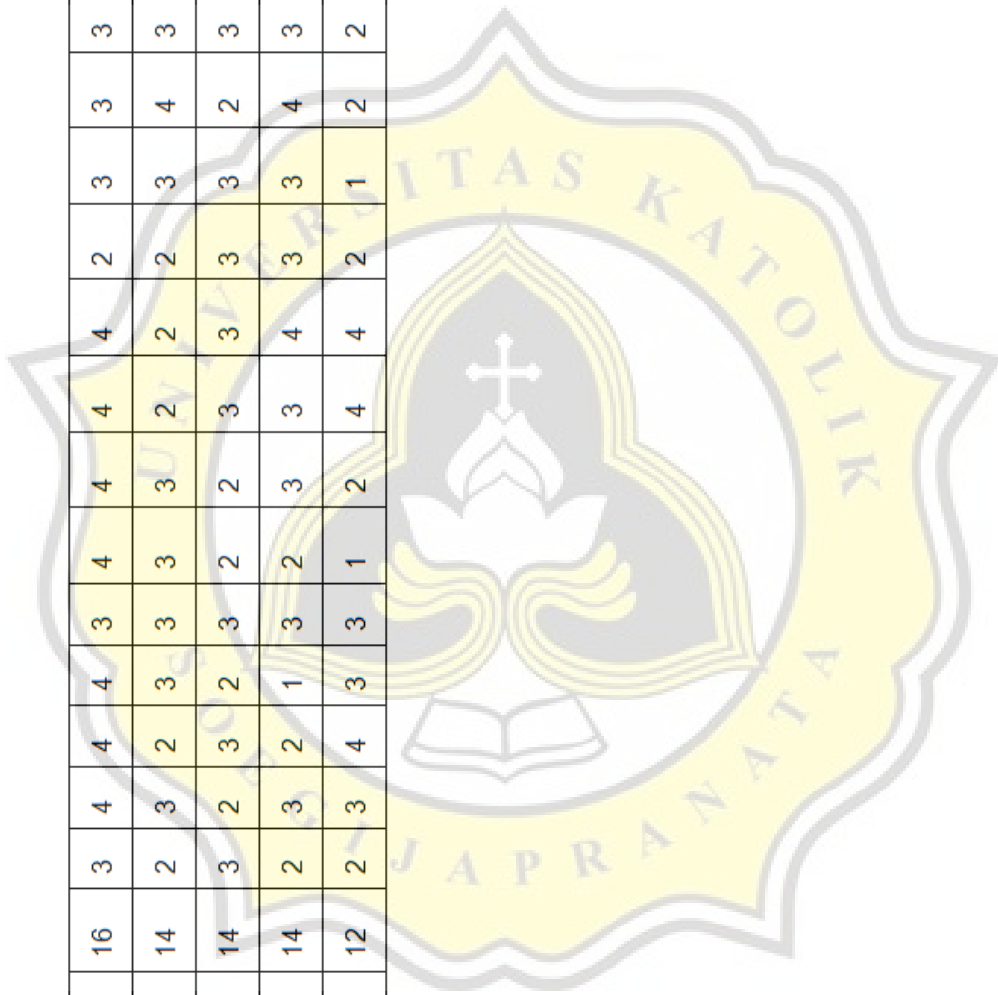 16 3 4 4 4 3 4 4 4 4 2 3 3 3
14 2 3 2 3 3 3 3 2 2 2 3 4 3
14 3 2 3 2 3 2 2 3 3 3 3 2 3
14 2 3 2 1 3 2 3 3 4 3 3 4 3
12 2 3 4 3 3 1 2 4 4 2 1 2 2
UNIVERSITAS KATOLIK
SOEGIJAPRANATA